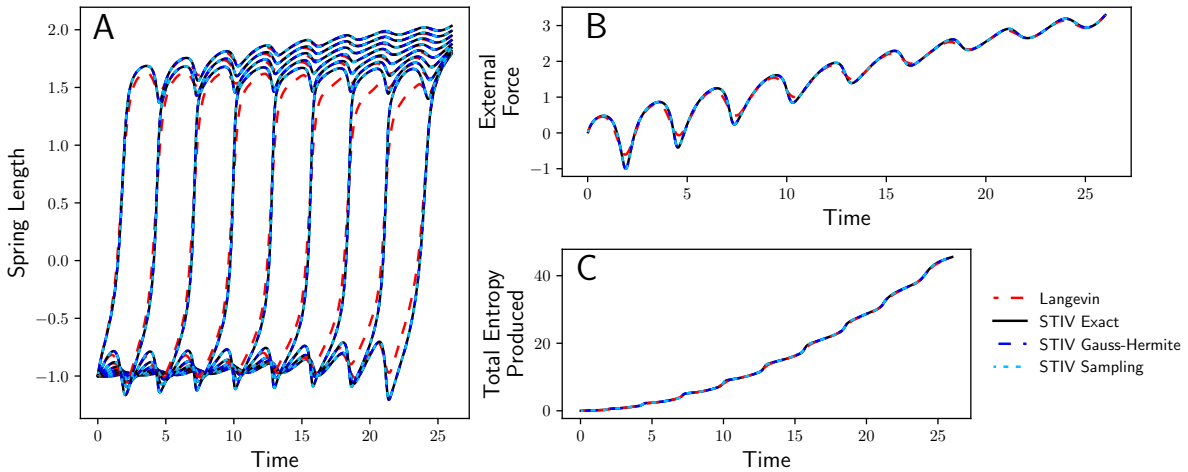 A
2.0
1.5
1.0
0.5
0.0
−0.5
−1.0
Spring Length
0
5
10
15
20
25
Time
B
3
2
1
0
−1
External
Force
0
5
10
15
20
25
Time
C
40
20
0
Total Entropy
Produced
0
5
10
15
20
25
Time
Langevin
STIV Exact
STIV Gauss-Hermite
STIV Sampling